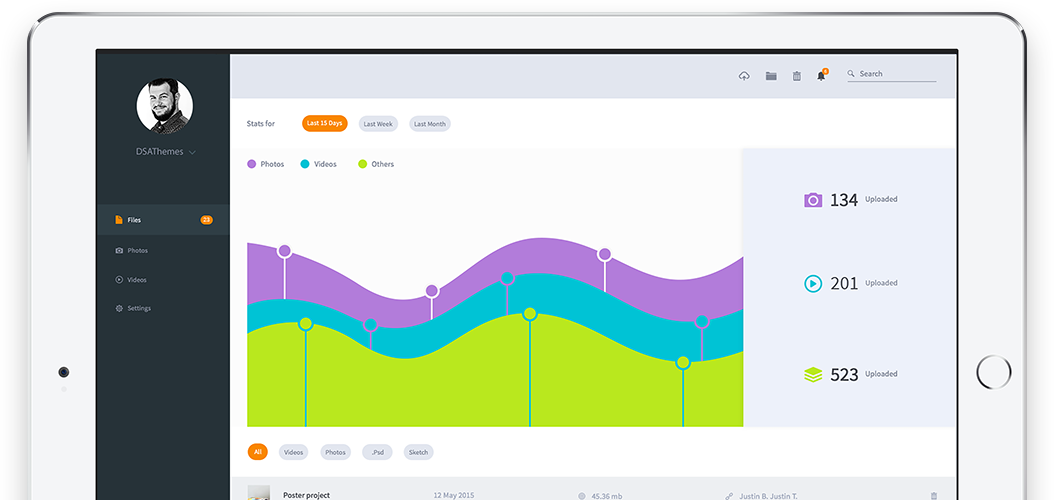 Search
DSAThemes
Stats for Last 15 Days Last Week Last Month
Photos Videos Others
134 Uploaded
Files 23
Photos
Videos
Settings
201 Uploaded
523 Uploaded
All Videos Photos .Psd Sketch
Poster project 12 May 2015 45.36 mb Justin B, Justin T.